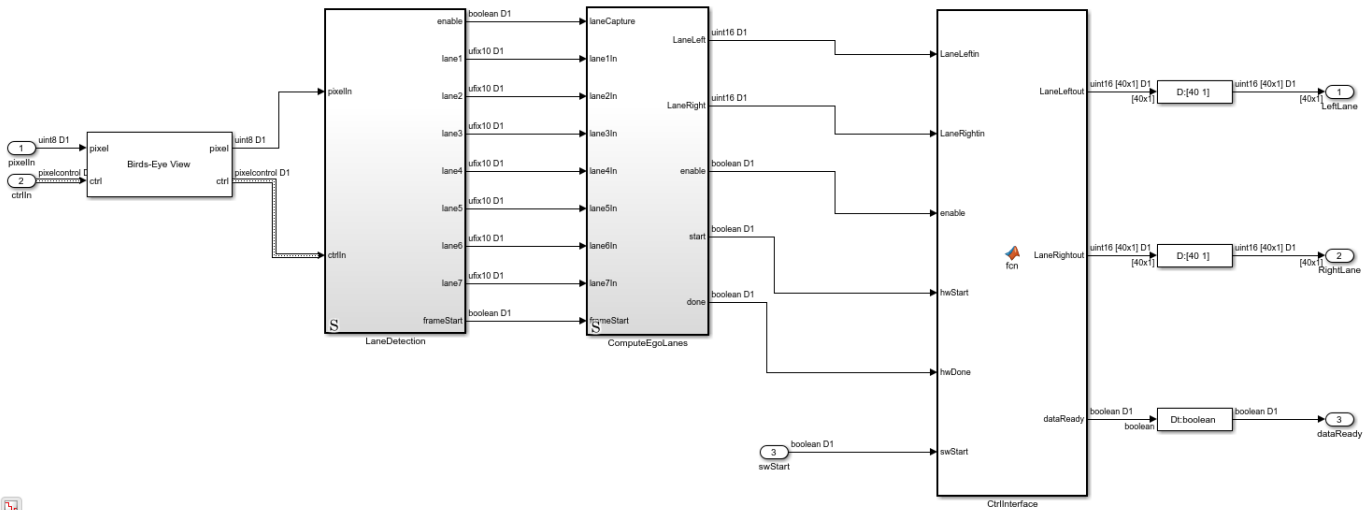 1
pixelIn
2
ctrlIn
uint8 D1
pixelcontrol D
pixel
ctrl
Birds-Eye View
pixel
ctrl
uint8 D1
pixelcontrol D1
pixelIn
ctrlIn
enable
lane1
lane2
lane3
lane4
lane5
lane6
lane7
frameStart
S
LaneDetection
boolean D1
ufix10 D1
ufix10 D1
ufix10 D1
ufix10 D1
ufix10 D1
ufix10 D1
ufix10 D1
boolean D1
laneCapture
lane1In
lane2In
lane3In
lane4In
lane5In
lane6In
lane7In
frameStart
S
LaneLeft
LaneRight
enable
start
done
ComputeEgoLanes
uint16 D1
uint16 D1
boolean D1
boolean D1
boolean D1
3
swStart
boolean D1
LaneLeftin
LaneRightin
enable
hwStart
hwDone
swStart
fcn
LaneLeftout
LaneRightout
dataReady
CtrlInterface
uint16 [40x1] D1
[40x1]
D:[40 1]
uint16 [40x1] D1
[40x1]
1
LeftLane
uint16 [40x1] D1
[40x1]
D:[40 1]
uint16 [40x1] D1
[40x1]
2
RightLane
boolean D1
boolean
Dt:boolean
boolean D1
3
dataReady